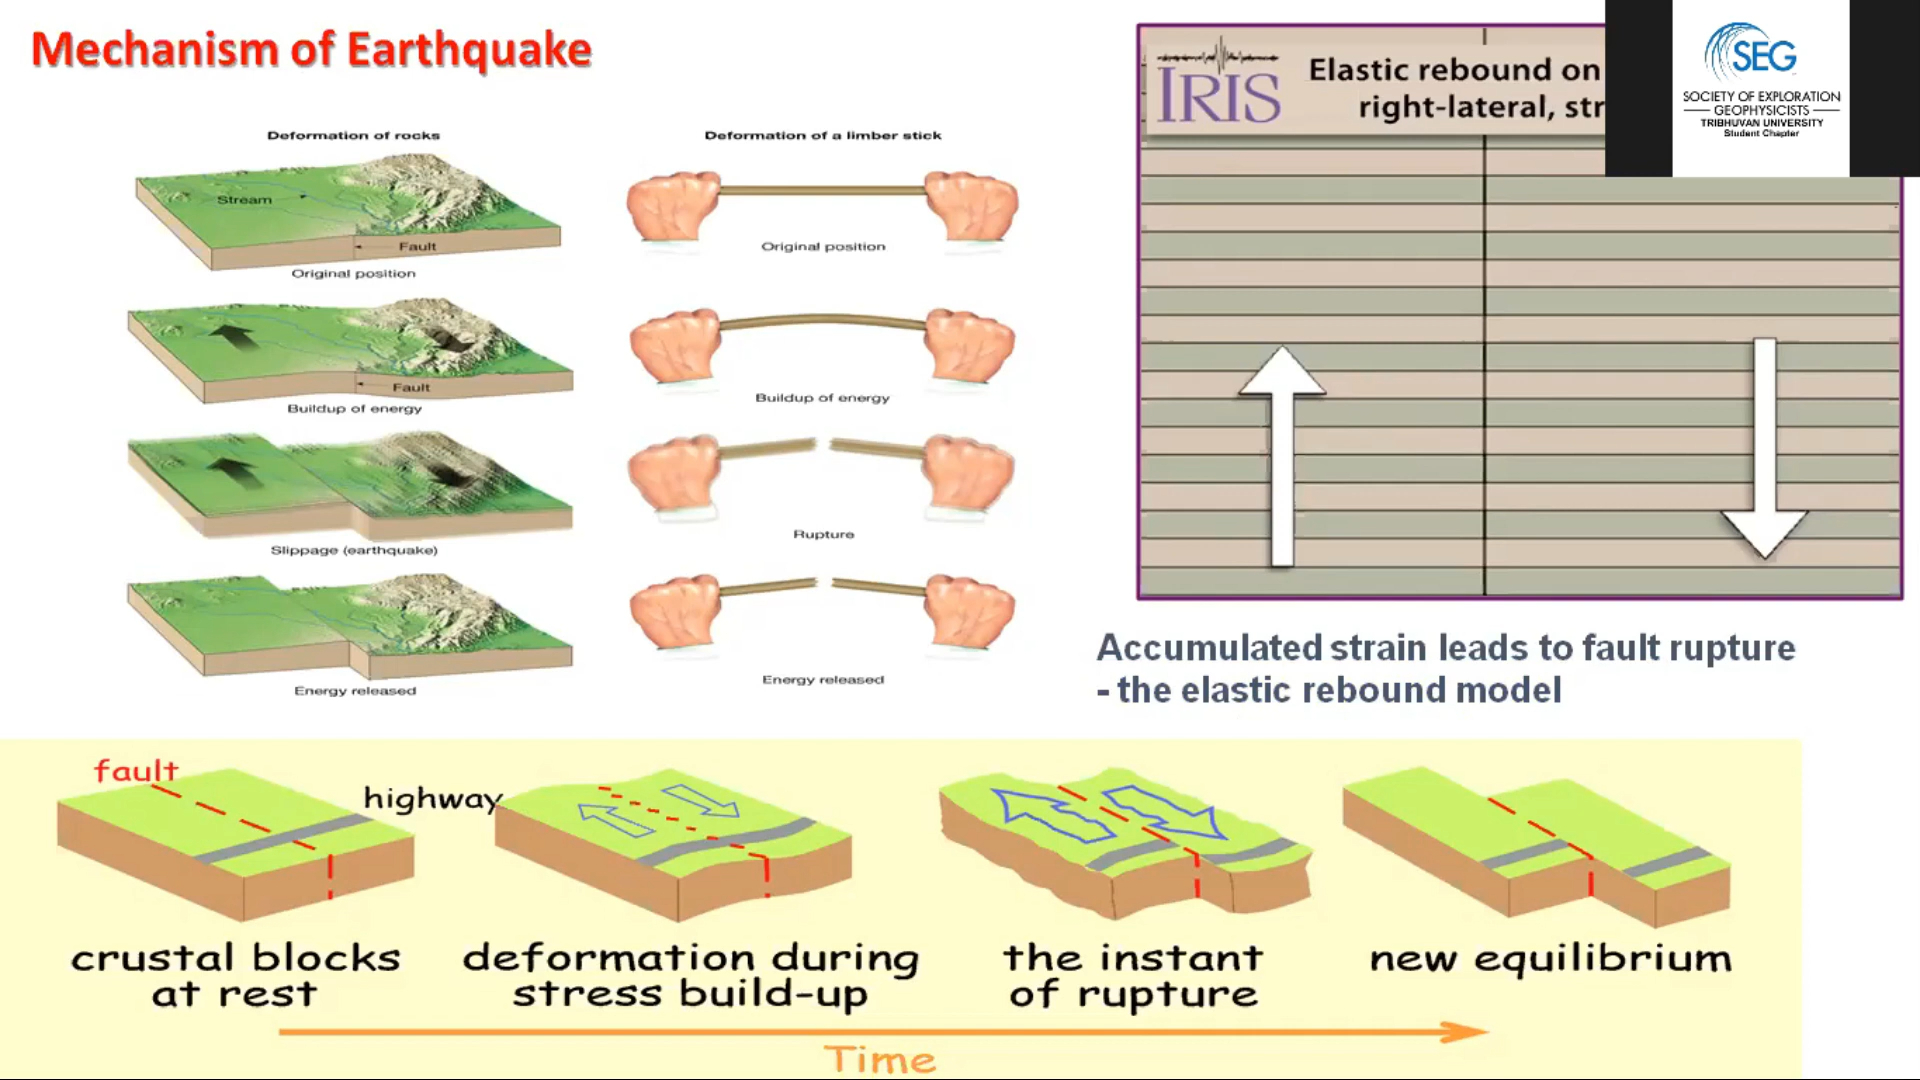 Mechanism of Earthquake
Deformation of rocks
Stream
Fault
Original position
Fault
Buildup of energy
Slippage (earthquake)
Energy released
Deformation of a limber stick
Original position
Buildup of energy
Rupture
Energy released
IRIS
Elastic rebound on
right-lateral, str
SEG
SOCIETY OF EXPLORATION
GEOPHYSICISTS
TRIBHUVAN UNIVERSITY
Student Chapter
Accumulated strain leads to fault rupture
- the elastic rebound model
fault
highway
crustal blocks
at rest
deformation during
stress build-up
the instant
of rupture
new equilibrium
Time